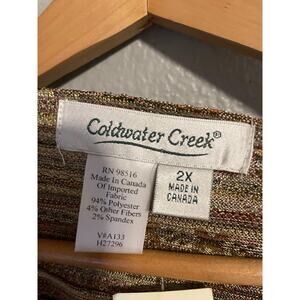 Coldwater Creek®
RN 98516
Made In Canada
Of Imported
Fabric
94% Polyester
4% Other Fibers
2% Spandex
V#A133
H27296
2X
MADE IN
CANADA